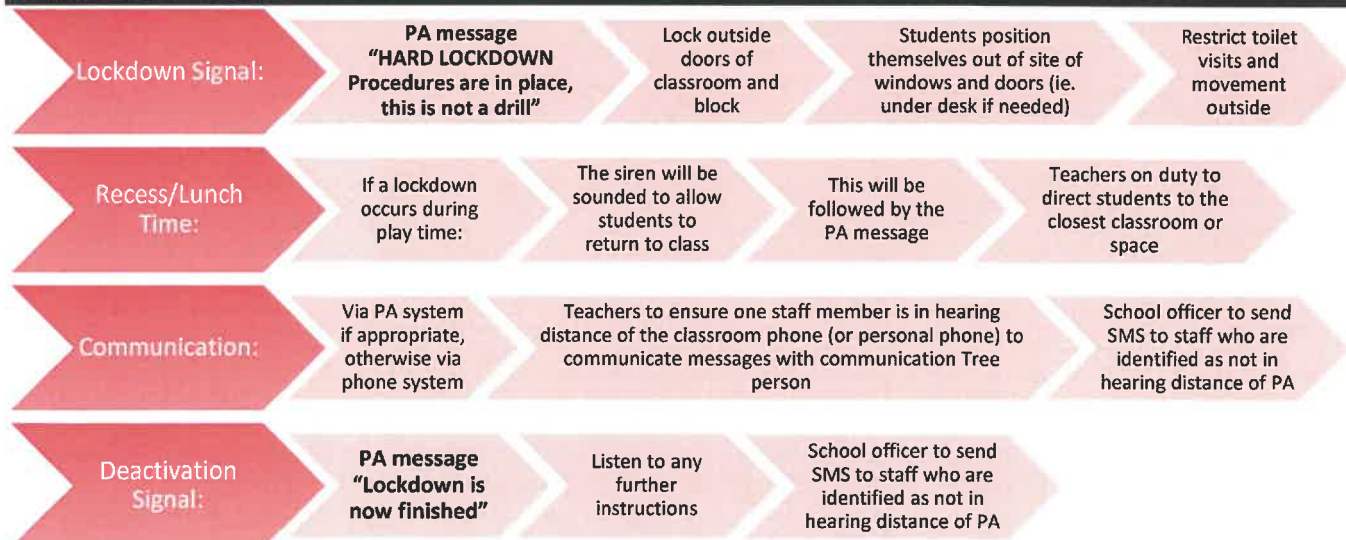 Lockdown Signal:
PA message
“HARD LOCKDOWN
Procedures are in place,
this is not a drill”
Lock outside
doors of
classroom and
block
Students position
themselves out of site of
windows and doors (ie.
under desk if needed)
Restrict toilet
visits and
movement
outside
Recess/Lunch
Time:
If a lockdown
occurs during
play time:
The siren will be
sounded to allow
students to
return to class
This will be
followed by the
PA message
Teachers on duty to
direct students to the
closest classroom or
space
Communication:
Via PA system
if appropriate,
otherwise via
phone system
Teachers to ensure one staff member is in hearing
distance of the classroom phone (or personal phone) to
communicate messages with communication Tree
person
School officer to send
SMS to staff who are
identified as not in
hearing distance of PA
Deactivation
Signal:
PA message
“Lockdown is
now finished”
Listen to any
further
instructions
School officer to send
SMS to staff who are
identified as not in
hearing distance of PA